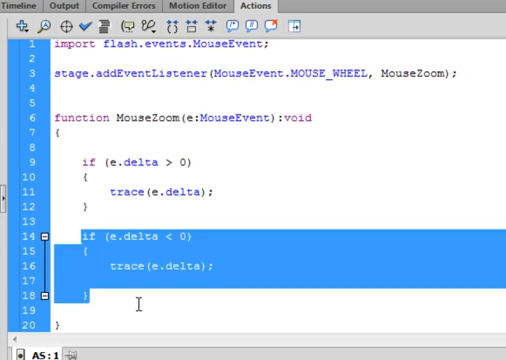 Timeline Output Compiler Errors Motion Editor Actions
1 import flash.events.MouseEvent;
2
3 stage.addEventListener(MouseEvent.MOUSE_WHEEL, MouseZoom);
4
5
6 function MouseZoom(e:MouseEvent):void
7 {
8
9 if (e.delta > 0)
10 {
11 trace(e.delta);
12 }
13
14 if (e.delta < 0)
15 {
16 trace(e.delta);
17
18 }
19
20 }
AS: 1